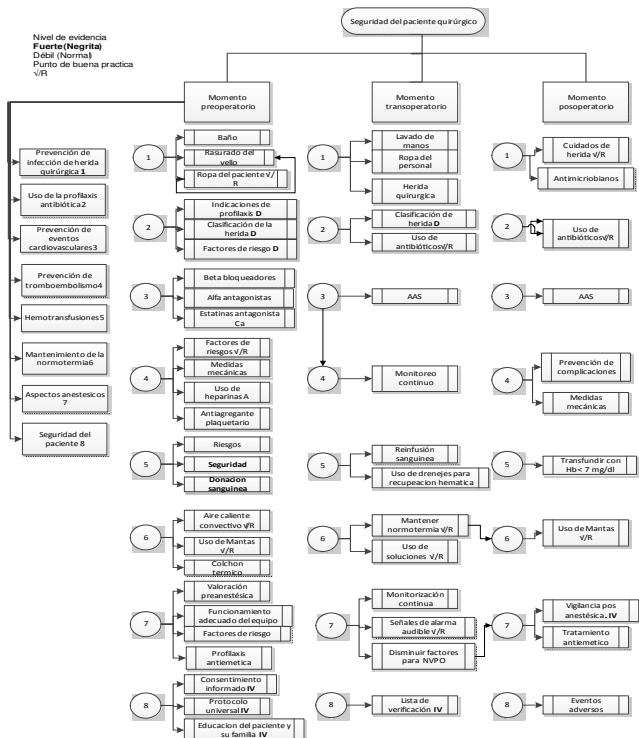 Seguridad del paciente quirúrgico
Nivel de evidencia
Fuerte(Negrita)
Débil (Normal)
Punto de buena practica
√/R
Momento
preoperatorio
Momento
transoperatorio
Momento
posoperatorio
Prevención de
infección de herida
quirúrgica 1
Uso de la profilaxis
antibiótica2
Prevención de
eventos
cardiovasculares3
Prevención de
tromboembolismo4
Hemotransfusiones5
Mantenimiento de la
normotermia6
Aspectos anestesicos
7
Seguridad del
paciente 8
1
Baño
Rasurado del
vello
Ropa del paciente √/
R
2
Indicaciones de
profilaxis D
Clasificación de la
herida D
Factores de riesgo D
3
Beta bloqueadores
Alfa antagonistas
Estatinas antagonista
Ca
4
Factores de
riesgos √/R
Medidas
mecánicas
Uso de
heparinas A
Antiagregante
plaquetario
5
Riesgos
Seguridad
Donación
sanguínea
6
Aire caliente
convectivo √/R
Uso de Mantas
√/R
Colchon
termico
7
Valoración
preanestésica
Funcionamiento
adecuado del equipo
Factores de riesgo
Profilaxis
antiemetica
8
Consentimiento
informado IV
Protocolo
universal IV
Educacion del paciente y
su familia IV
1
Lavado de
manos
Ropa del
personal
Herida
quirurgica
2
Clasificación de
herida D
Uso de
antibióticos√/R
3
AAS
4
Monitoreo
continuo
5
Reinfusión
sanguinea
Uso de drenejes para
recupeacion hematica
6
Mantener
normotermia √/R
Uso de
soluciones √/R
7
Monitorización
continua
Señales de alarma
audible √/R
Disminuir factores
para NVPO
8
Lista de
verificación IV
1
Cuidados de
herida √/R
Antimicrobianos
2
Uso de
antibióticos√/R
3
AAS
4
Prevención de
complicaciones
Medidas
mecánicas
5
Transfundir con
Hb< 7 mg/dl
6
Uso de Mantas
√/R
7
Vigilancia pos
anestésica. IV
Tratamiento
antiemetico
8
Eventos
adversos